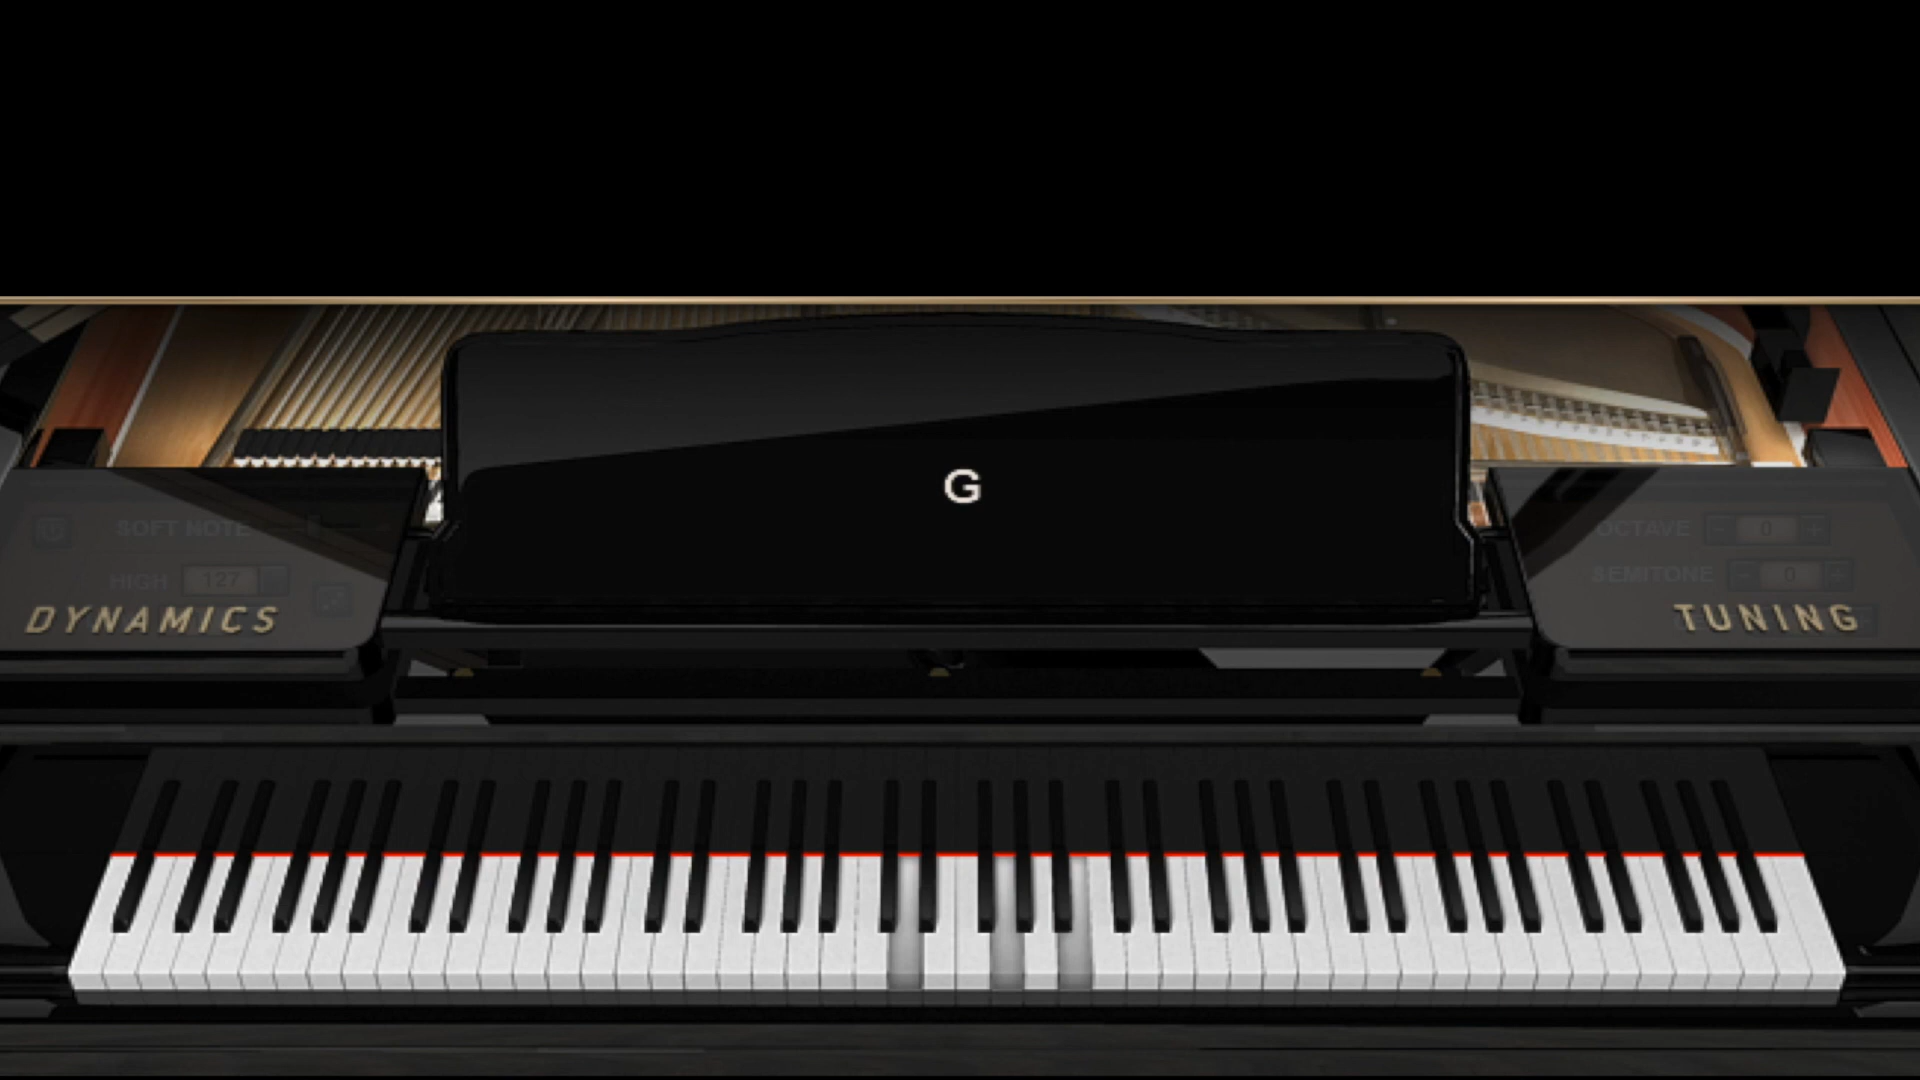 G
SOFT NOTE
OCTAVE - 0 +
HIGH 127
SEMITONE - 0 +
DYNAMICS
TUNING